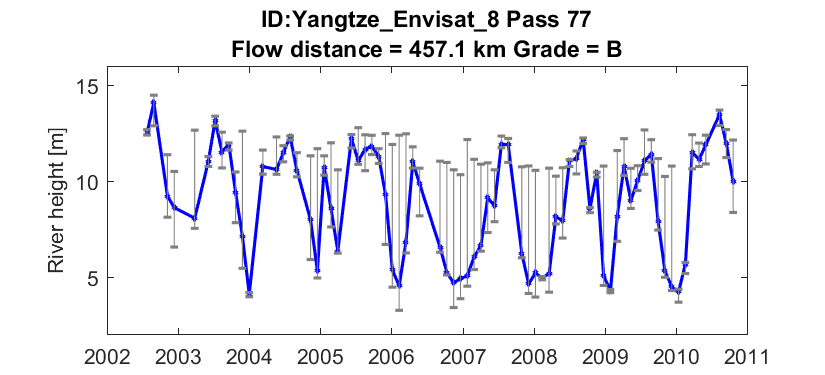 ID:Yangtze_Envisat_8 Pass 77
Flow distance = 457.1 km Grade = B
River height [m]
15
10
5
2002 2003 2004 2005 2006 2007 2008 2009 2010 2011